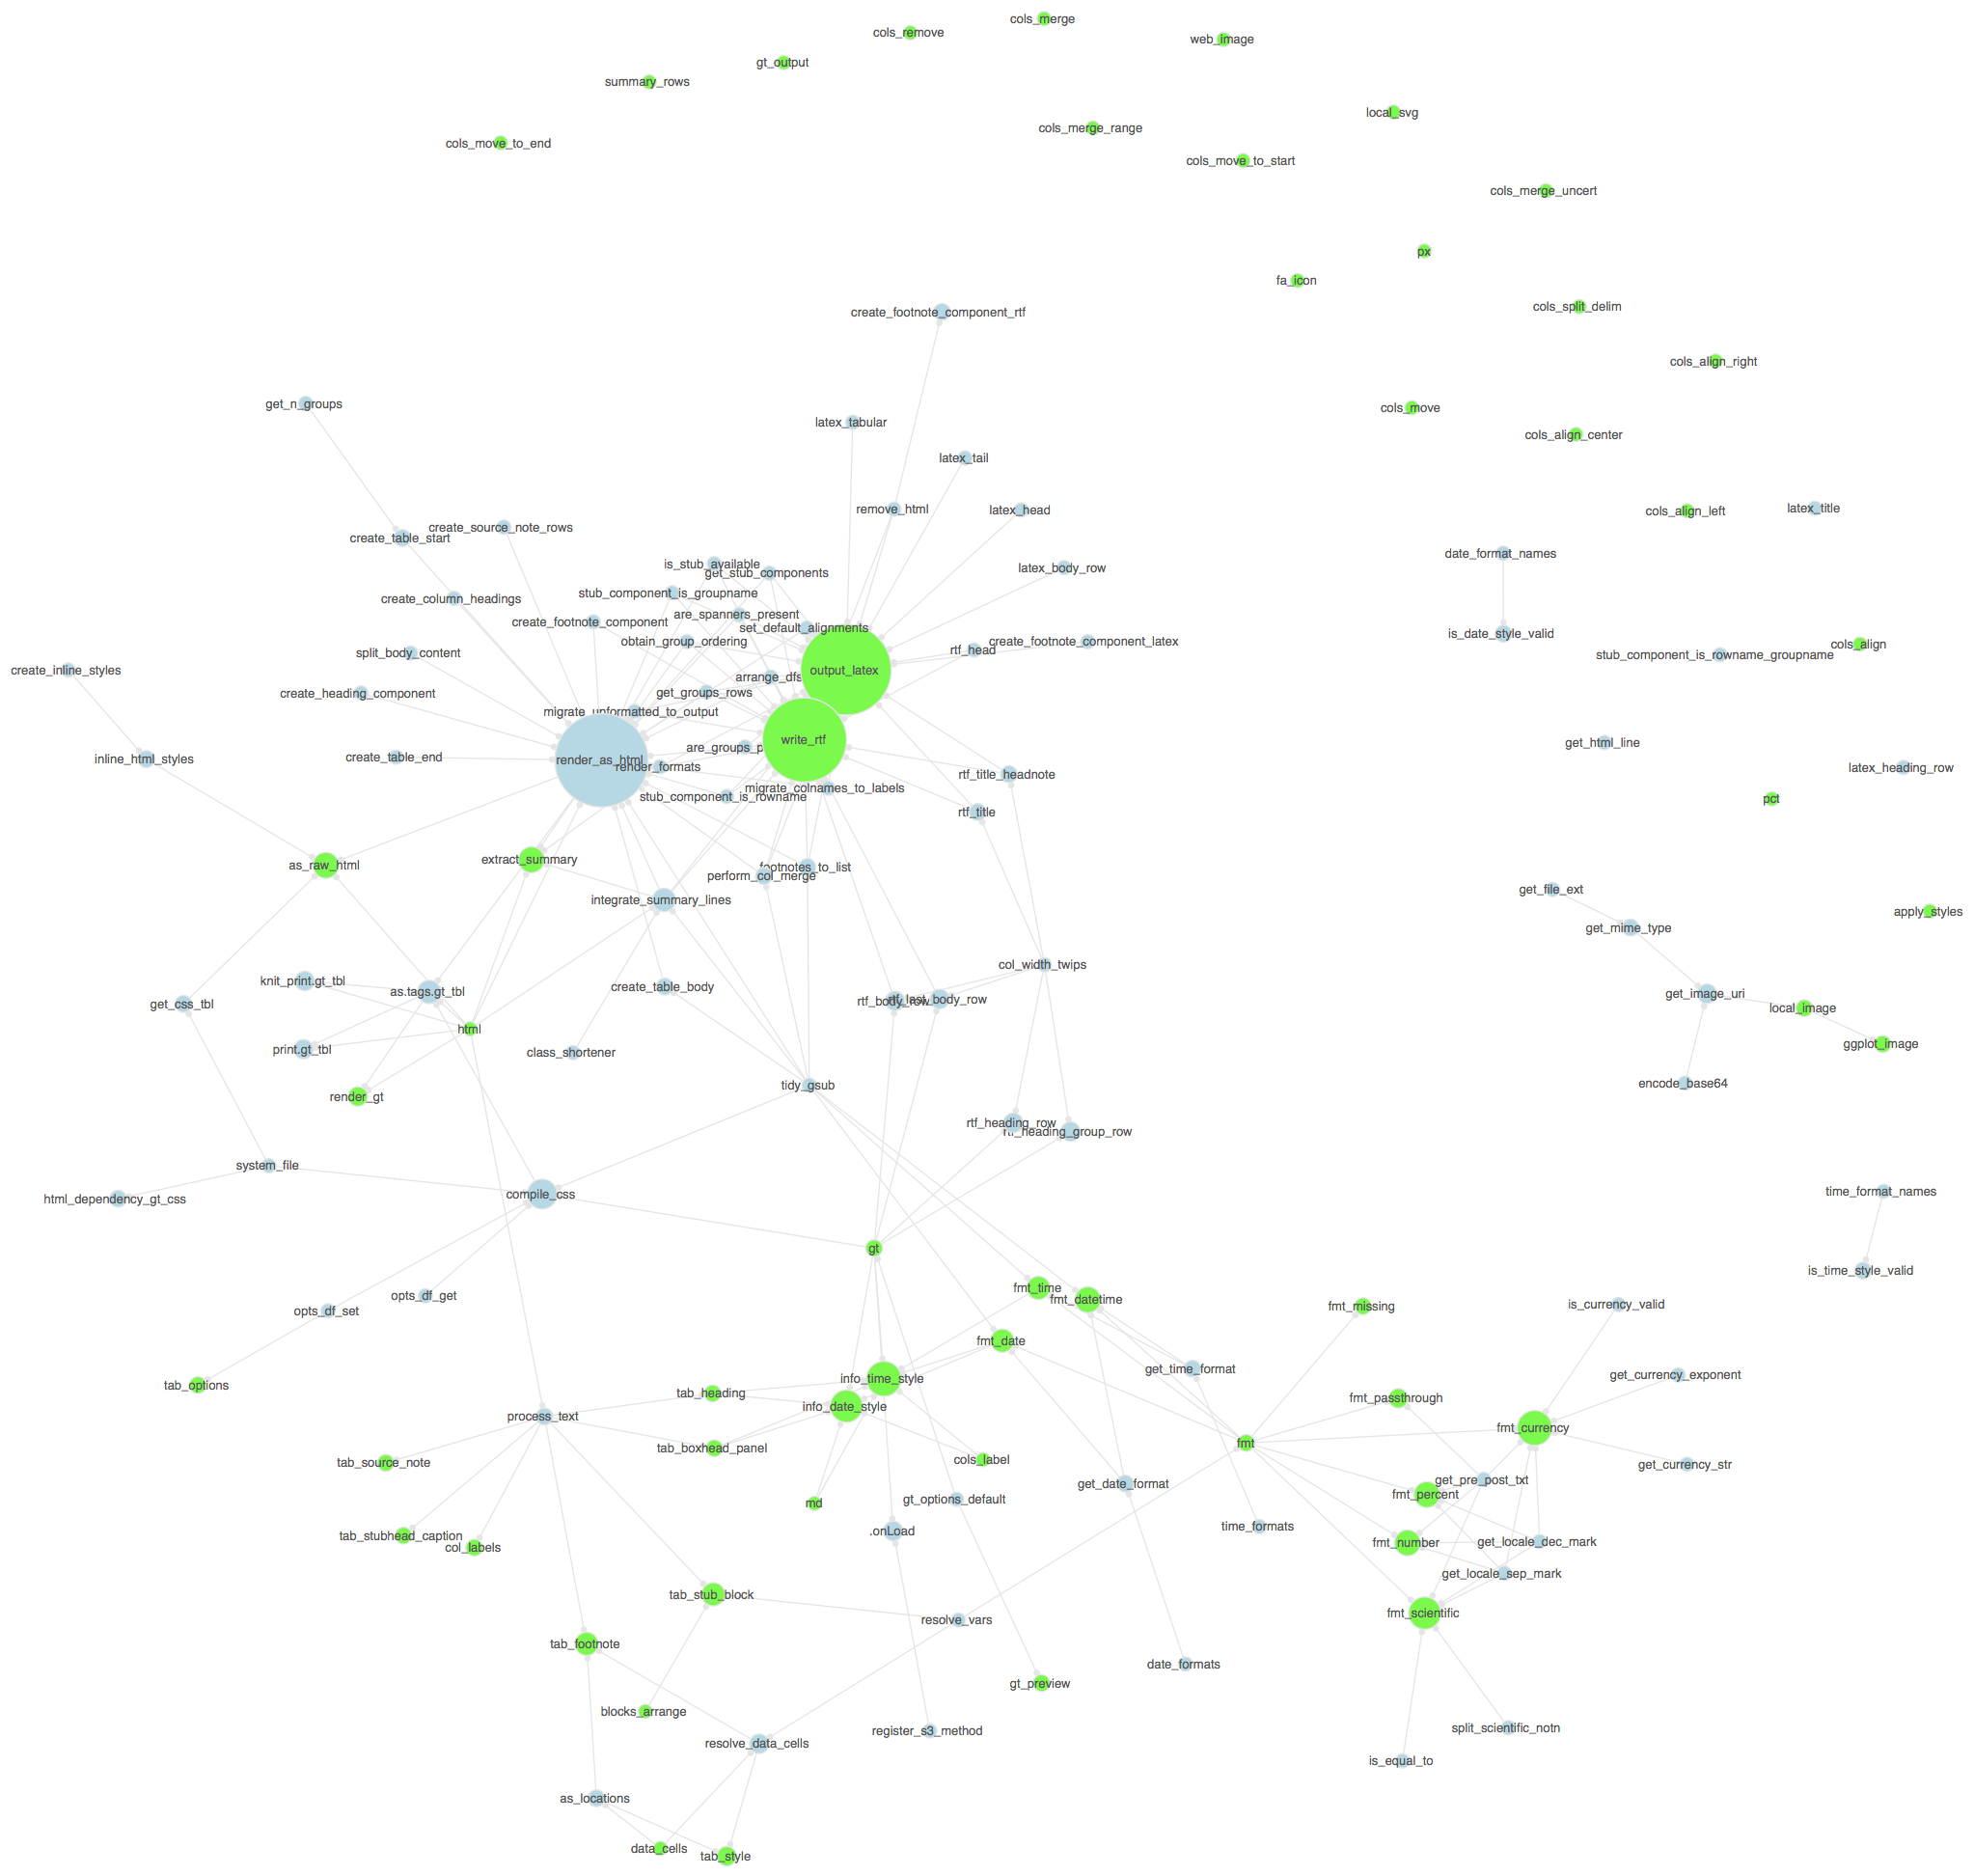 cols_merge
cols_remove
web_image
gt_output
summary_rows
local_svg
cols_merge_range
cols_move_to_end
cols_move_to_start
cols_merge_uncert
px
fa_icon
cols_split_delim
create_footnote_component_rtf
cols_align_right
get_n_groups
cols_move
latex_tabular
cols_align_center
latex_tail
remove_html
latex_head
cols_align_left
latex_title
create_source_note_rows
create_table_start
date_format_names
is_stub_available
get_stub_components
latex_body_row
stub_component_is_groupname
create_column_headings
are_spanners_present
create_footnote_component
set_default_alignments
is_date_style_valid
obtain_group_ordering
create_footnote_component_latex
rtf_head
cols_align
split_body_content
stub_component_is_rowname_groupname
create_inline_styles
output_latex
arrange_dfs
create_heading_component
get_groups_rows
migrate_unformatted_to_output
write_rtf
get_html_line
are_groups_p
create_table_end
inline_html_styles
render_as_html
render_formats
latex_heading_row
rtf_title_headnote
migrate_colnames_to_labels
stub_component_is_rowname
pct
rtf_title
extract_summary
as_raw_html
footnotes_to_list
perform_col_merge
get_file_ext
integrate_summary_lines
apply_styles
get_mime_type
col_width_twips
knit_print.gt_tbl
create_table_body
as.tags.gt_tbl
get_image_uri
rtf_body_row
rtf_last_body_row
get_css_tbl
local_image
html
ggplot_image
print.gt_tbl
class_shortener
encode_base64
tidy_gsub
render_gt
rtf_heading_row
rtf_heading_group_row
system_file
time_format_names
compile_css
html_dependency_gt_css
gt
is_time_style_valid
fmt_time
opts_df_get
fmt_datetime
is_currency_valid
fmt_missing
opts_df_set
fmt_date
get_time_format
get_currency_exponent
info_time_style
tab_options
tab_heading
fmt_passthrough
info_date_style
process_text
fmt_currency
fmt
tab_boxhead_panel
cols_label
tab_source_note
get_currency_str
get_pre_post_txt
get_date_format
fmt_percent
gt_options_default
md
time_formats
.onLoad
tab_stubhead_caption
fmt_number
get_locale_dec_mark
col_labels
get_locale_sep_mark
tab_stub_block
fmt_scientific
resolve_vars
tab_footnote
date_formats
gt_preview
blocks_arrange
split_scientific_notn
register_s3_method
resolve_data_cells
is_equal_to
as_locations
data_cells
tab_style